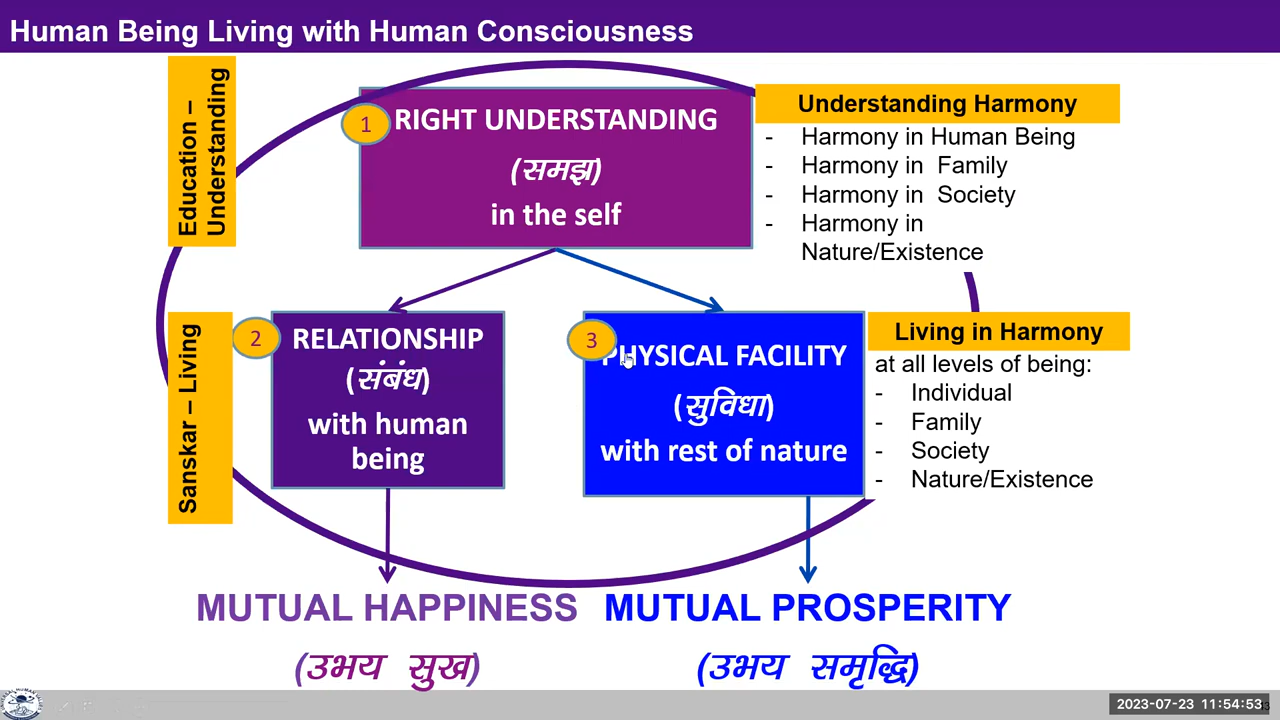 Human Being Living with Human Consciousness
Education –
Understanding
1
RIGHT UNDERSTANDING
(समझ)
in the self
Understanding Harmony
- Harmony in Human Being
- Harmony in Family
- Harmony in Society
- Harmony in
Nature/Existence
Sanskar – Living
2
RELATIONSHIP
(संबंध)
with human
being
3
PHYSICAL FACILITY
(सुविधा)
with rest of nature
Living in Harmony
at all levels of being:
- Individual
- Family
- Society
- Nature/Existence
MUTUAL HAPPINESS
(उभय सुख)
MUTUAL PROSPERITY
(उभय समृद्धि)
2023-07-23 11:54:53